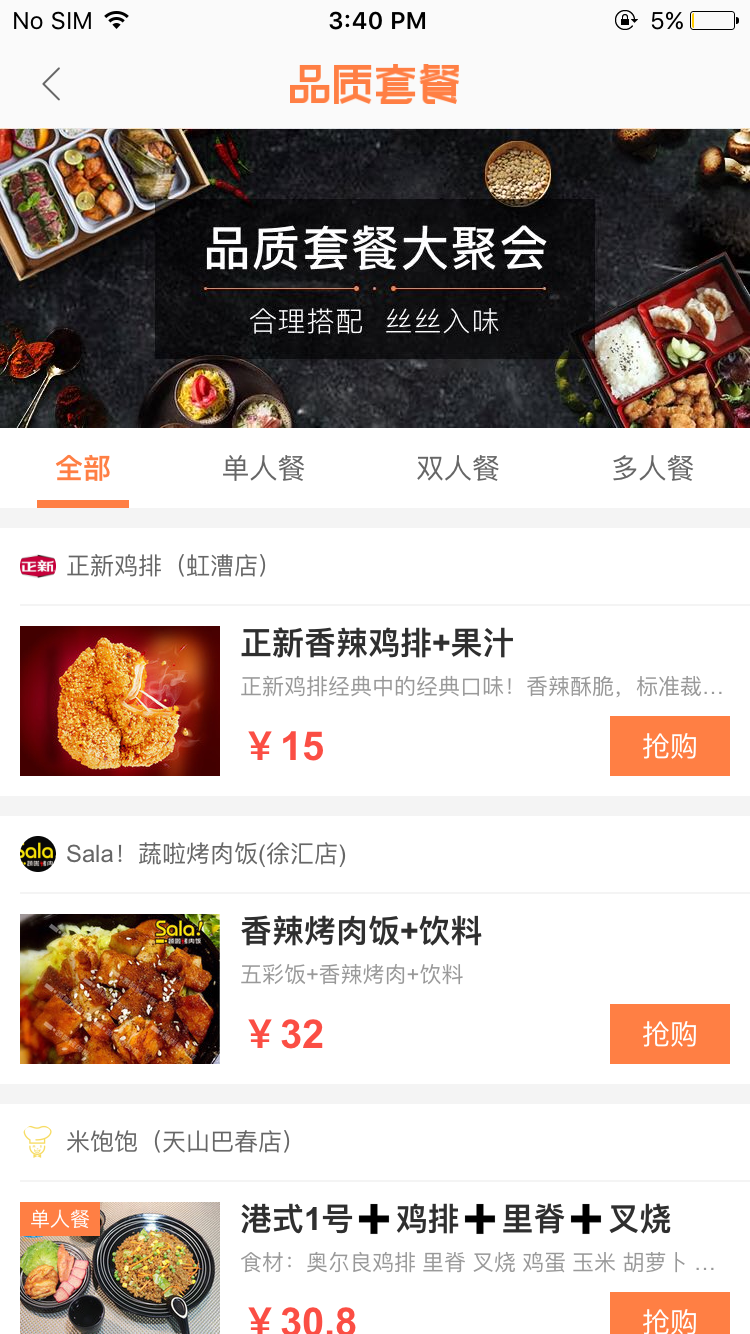 No SIM 3:40 PM 5%
品质套餐
品质套餐大聚会
合理搭配 丝丝入味
全部 单人餐 双人餐 多人餐
正新 正新鸡排（虹漕店）
正新香辣鸡排+果汁
正新鸡排经典中的经典口味！香辣酥脆，标准裁…
￥15 抢购
Sala！蔬啦烤肉饭(徐汇店)
Sala!
香辣烤肉饭+饮料
五彩饭+香辣烤肉+饮料
￥32 抢购
米饱饱（天山巴春店）
单人餐
港式1号➕鸡排➕里脊➕叉烧
食材：奥尔良鸡排 里脊 叉烧 鸡蛋 玉米 胡萝卜 …
￥30.8 抢购